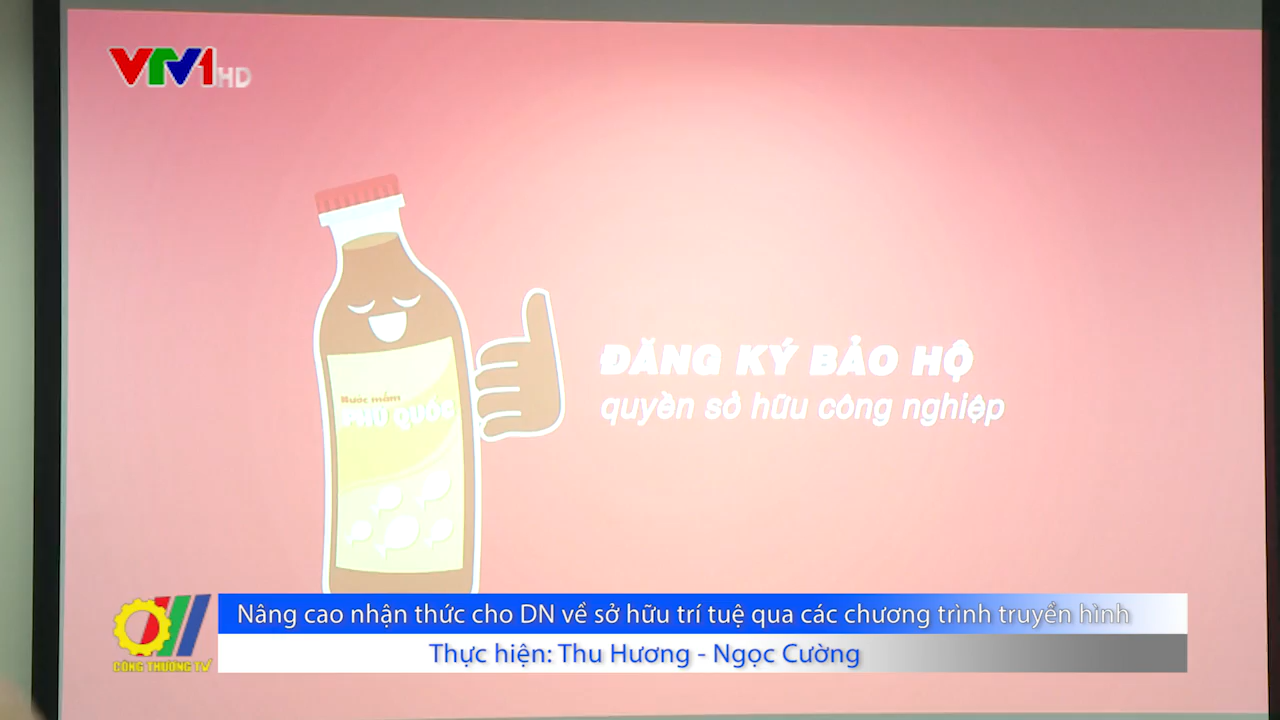 VTV1 HD
Nước mắm
PHÚ QUỐC
ĐĂNG KÝ BẢO HỘ
quyền sở hữu công nghiệp
Nâng cao nhận thức cho DN về sở hữu trí tuệ qua các chương trình truyền hình
Thực hiện: Thu Hương - Ngọc Cường
CÔNG THƯƠNG TV